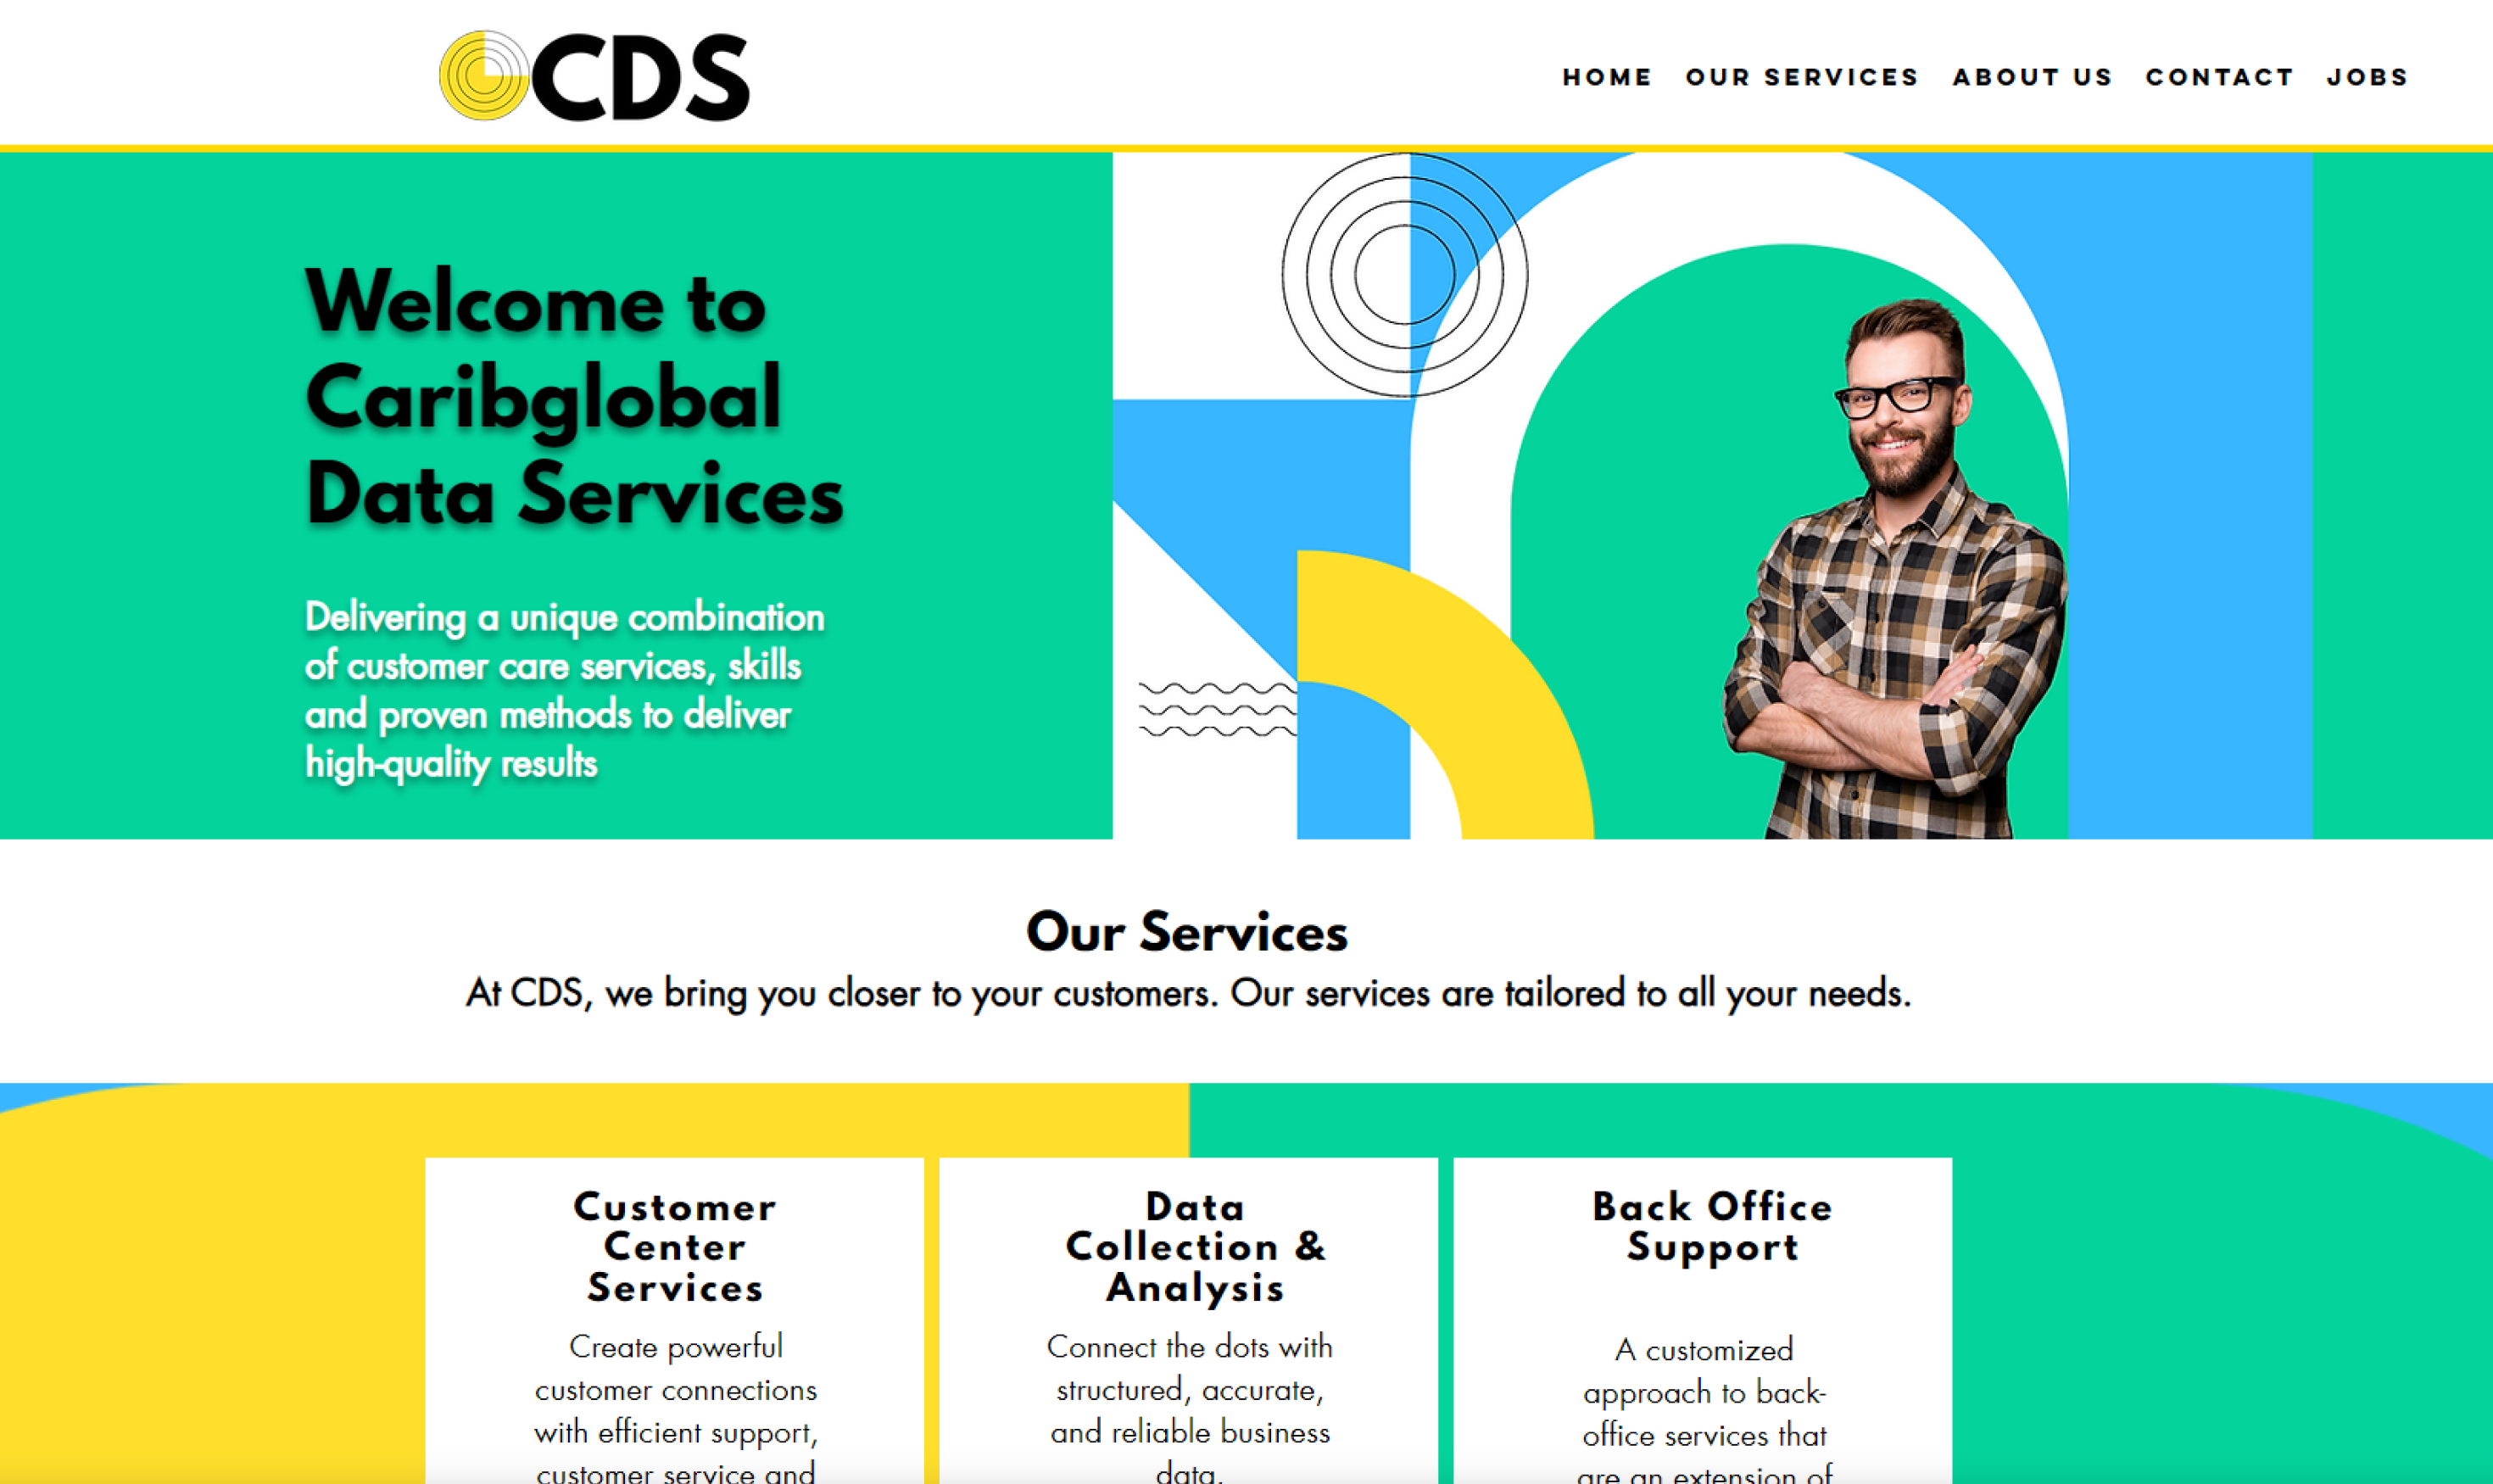 CDS
HOME OUR SERVICES ABOUT US CONTACT JOBS
Welcome to
Caribglobal
Data Services
Delivering a unique combination
of customer care services, skills
and proven methods to deliver
high-quality results
Our Services
At CDS, we bring you closer to your customers. Our services are tailored to all your needs.
Customer
Center
Services
Create powerful
customer connections
with efficient support,
customer service and
Data
Collection &
Analysis
Connect the dots with
structured, accurate,
and reliable business
data.
Back Office
Support
A customized
approach to back-
office services that
are an extension of